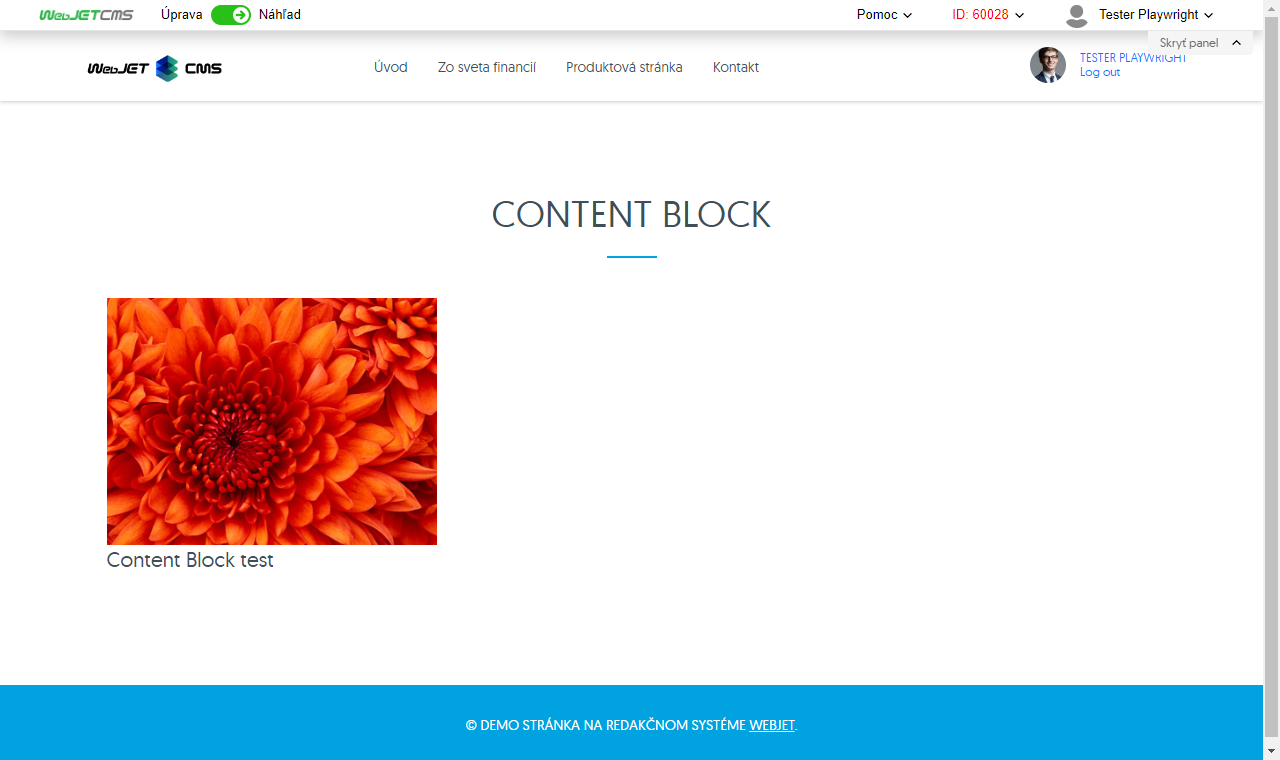 WebJETCMS
Úprava
Náhľad
Pomoc
ID: 60028
Tester Playwright
Skryť panel
WebJET CMS
Úvod
Zo sveta financií
Produktová stránka
Kontakt
TESTER PLAYWRIGHT
Log out
CONTENT BLOCK
Content Block test
© DEMO STRÁNKA NA REDAKČNOM SYSTÉME WEBJET.